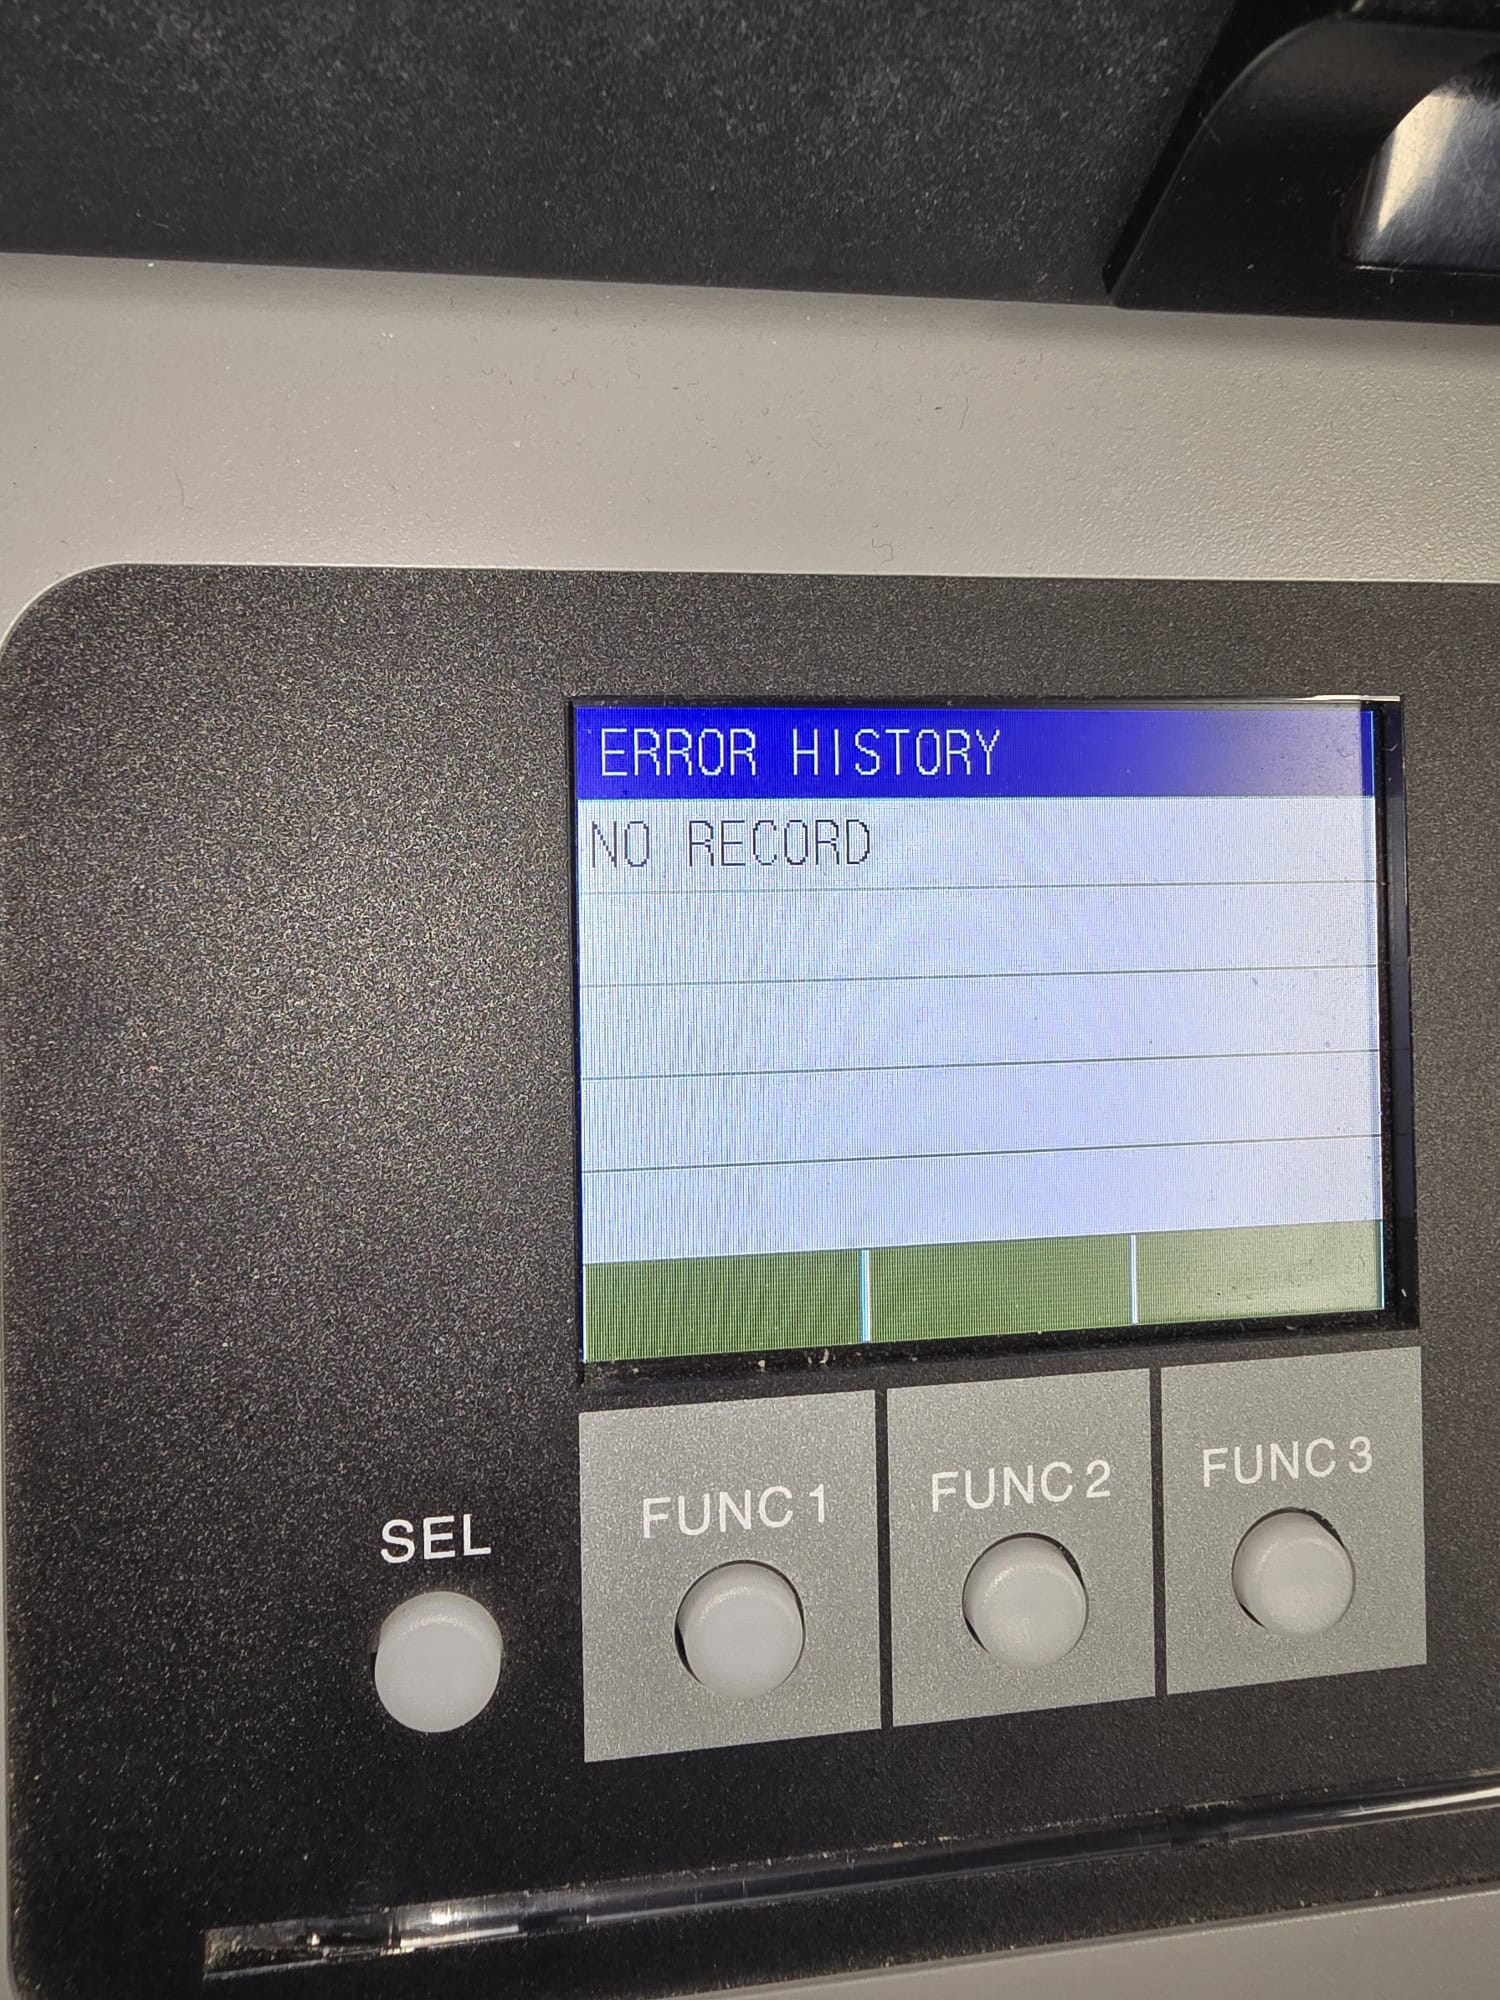 ERROR HISTORY
NO RECORD
SEL
FUNC 1
FUNC 2
FUNC 3